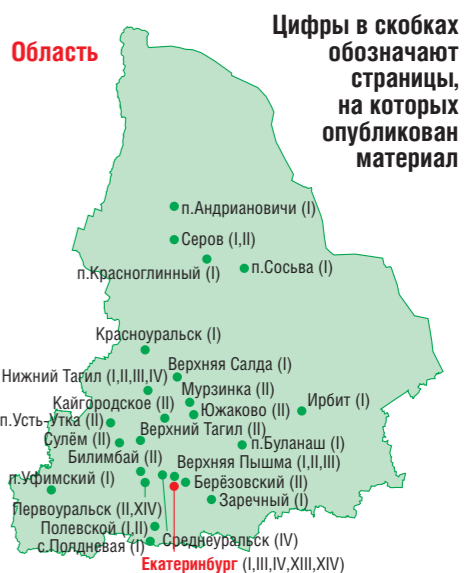 Область
Цифры в скобках
обозначают
страницы,
на которых
опубликован
материал
п.Андриановичи (I)
Серов (I,II)
п.Красноглинный (I)
п.Сосьва (I)
Красноуральск (I)
Верхняя Салда (I)
Нижний Тагил (I,II,III,IV)
Мурзинка (II)
Ирбит (I)
Кайгородское (II)
Южаково (II)
п.Усть-Утка (II)
Верхний Тагил (II)
Сулём (II)
п.Буланаш (I)
Билимбай (II)
Верхняя Пышма (I,II,III)
п.Уфимский (I)
Берёзовский (II)
Заречный (I)
Первоуральск (II,XIV)
Полевской (I,II)
Среднеуральск (IV)
с.Полдневая (I)
Екатеринбург (I,III,IV,XIII,XIV)